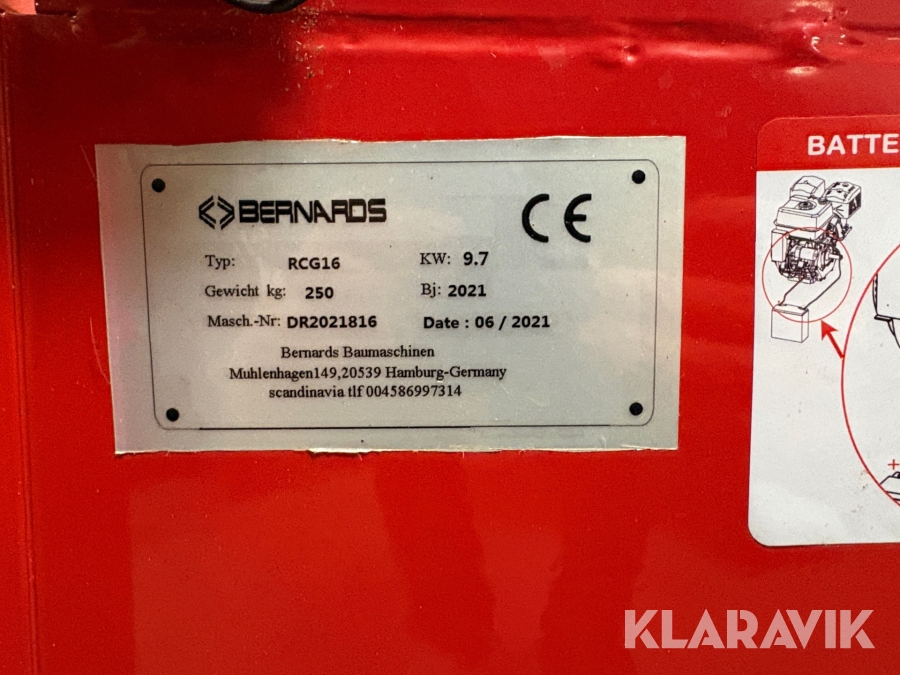 BERNARDS
CE
Typ: RCG16 KW: 9.7
Gewicht kg: 250 Bj: 2021
Masch.-Nr: DR2021816 Date : 06 / 2021
Bernards Baumaschinen
Muhlenhagen149,20539 Hamburg-Germany
scandinavia tlf 004586997314
BATTE
+
KLARAVIK